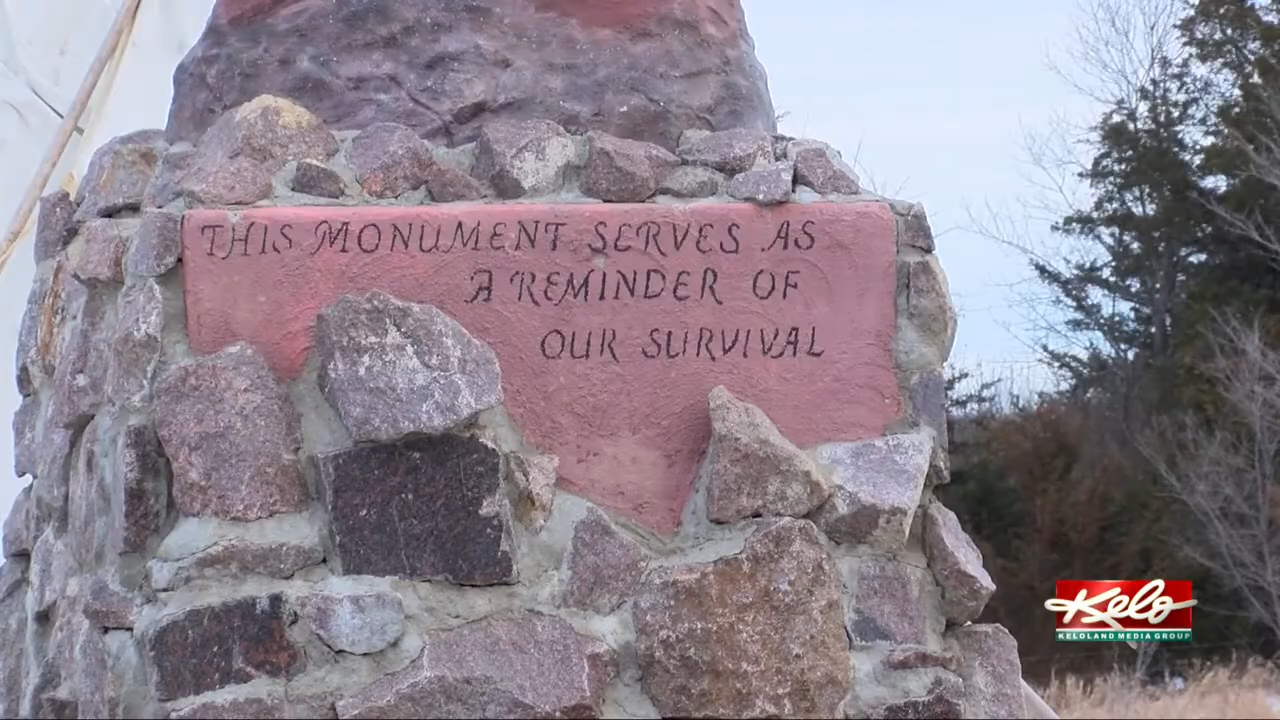 THIS MONUMENT SERVES AS
A REMINDER OF
OUR SURVIVAL
Kelo
KELOLAND MEDIA GROUP